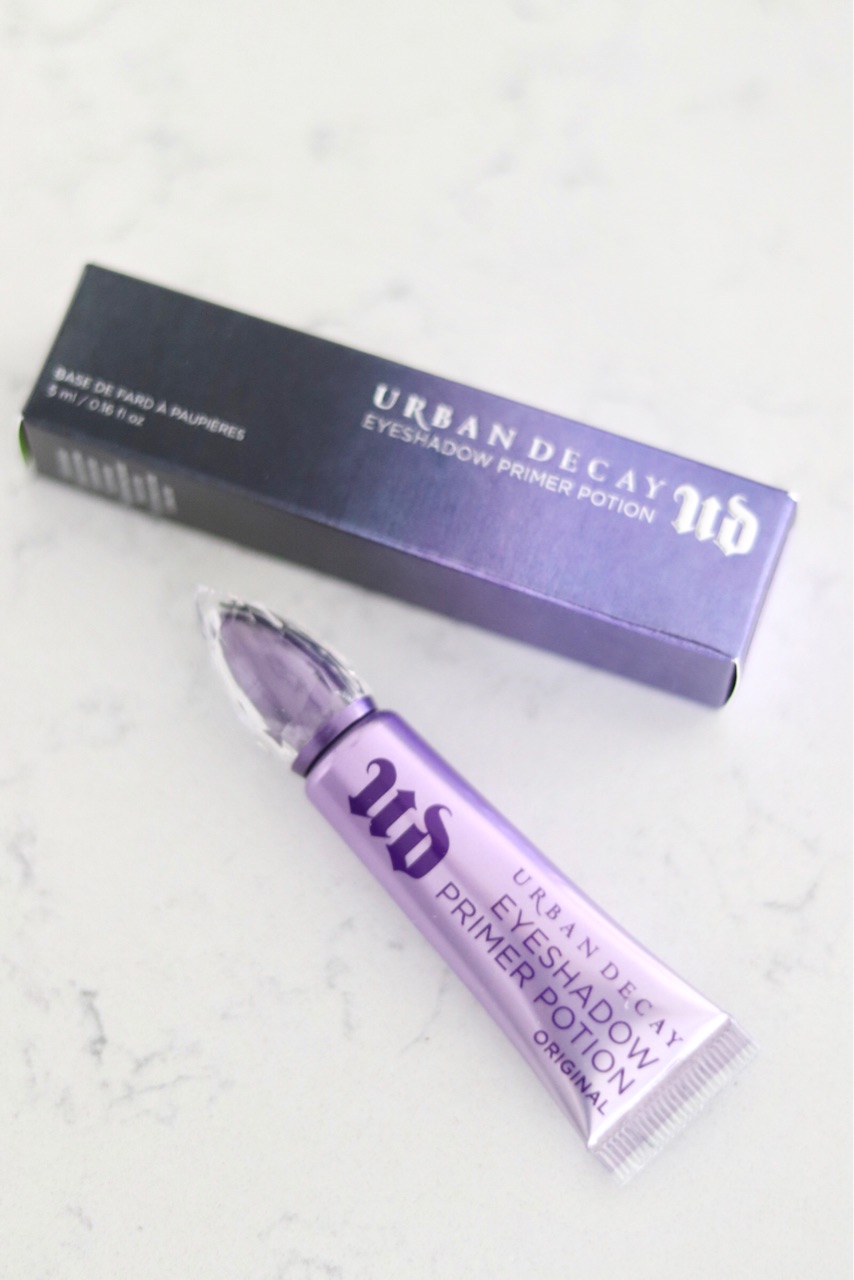 BASE DE FARD À PAUPIÈRES
5 ml / 0.16 fl oz
URBAN DECAY
EYESHADOW PRIMER POTION
UD
UD
URBAN DECAY
EYESHADOW
PRIMER POTION
ORIGINAL